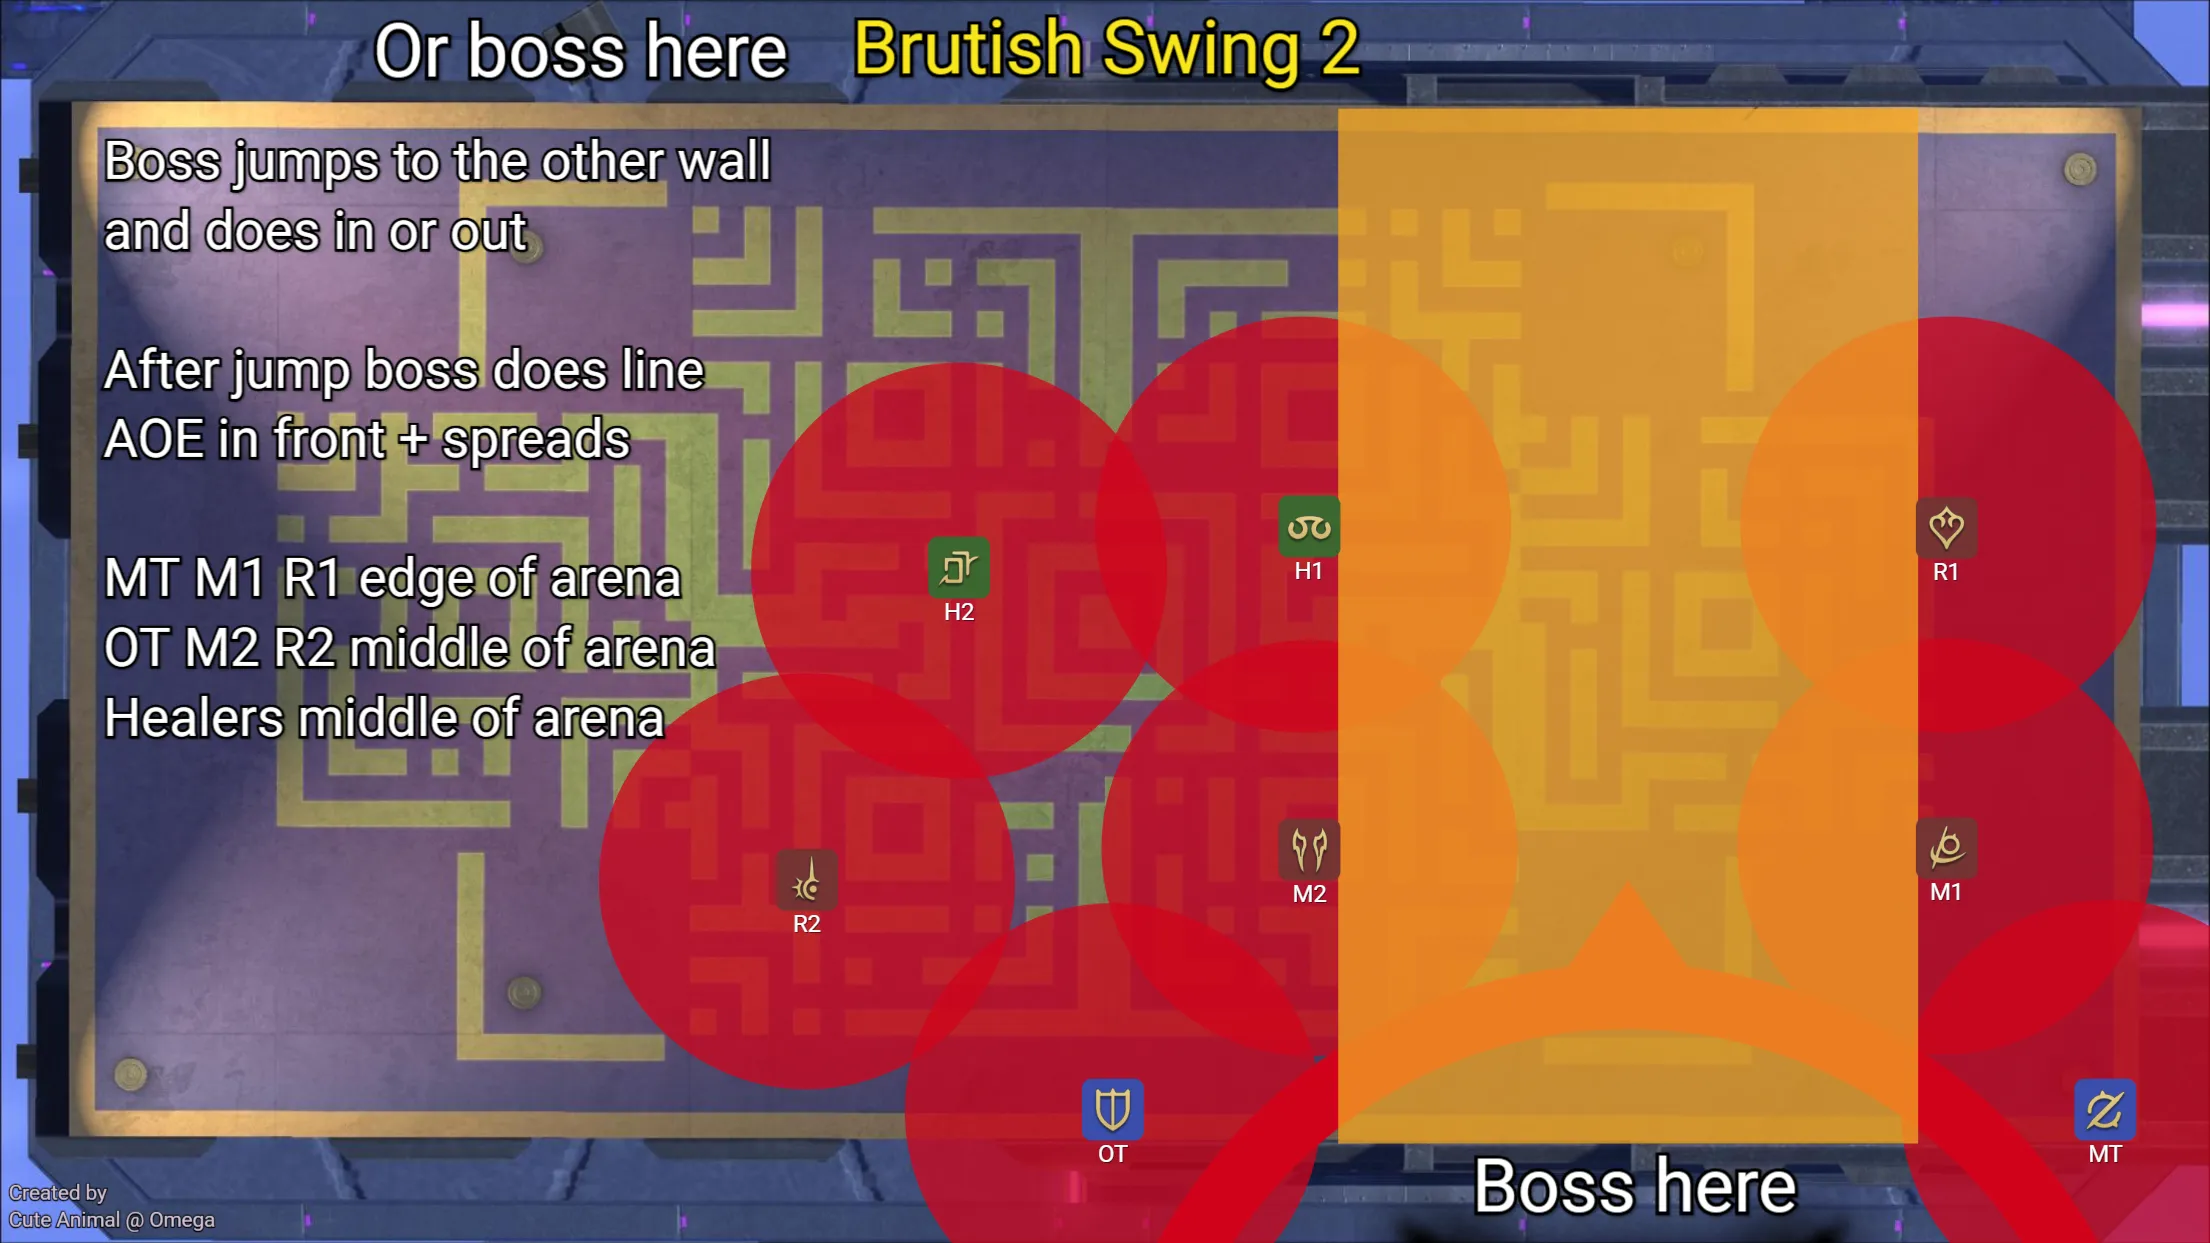 Or boss here
Brutish Swing 2
Boss jumps to the other wall
and does in or out
After jump boss does line
AOE in front + spreads
MT M1 R1 edge of arena
OT M2 R2 middle of arena
Healers middle of arena
H2
H1
R1
R2
M2
M1
OT
MT
Boss here
Created by
Cute Animal @ Omega